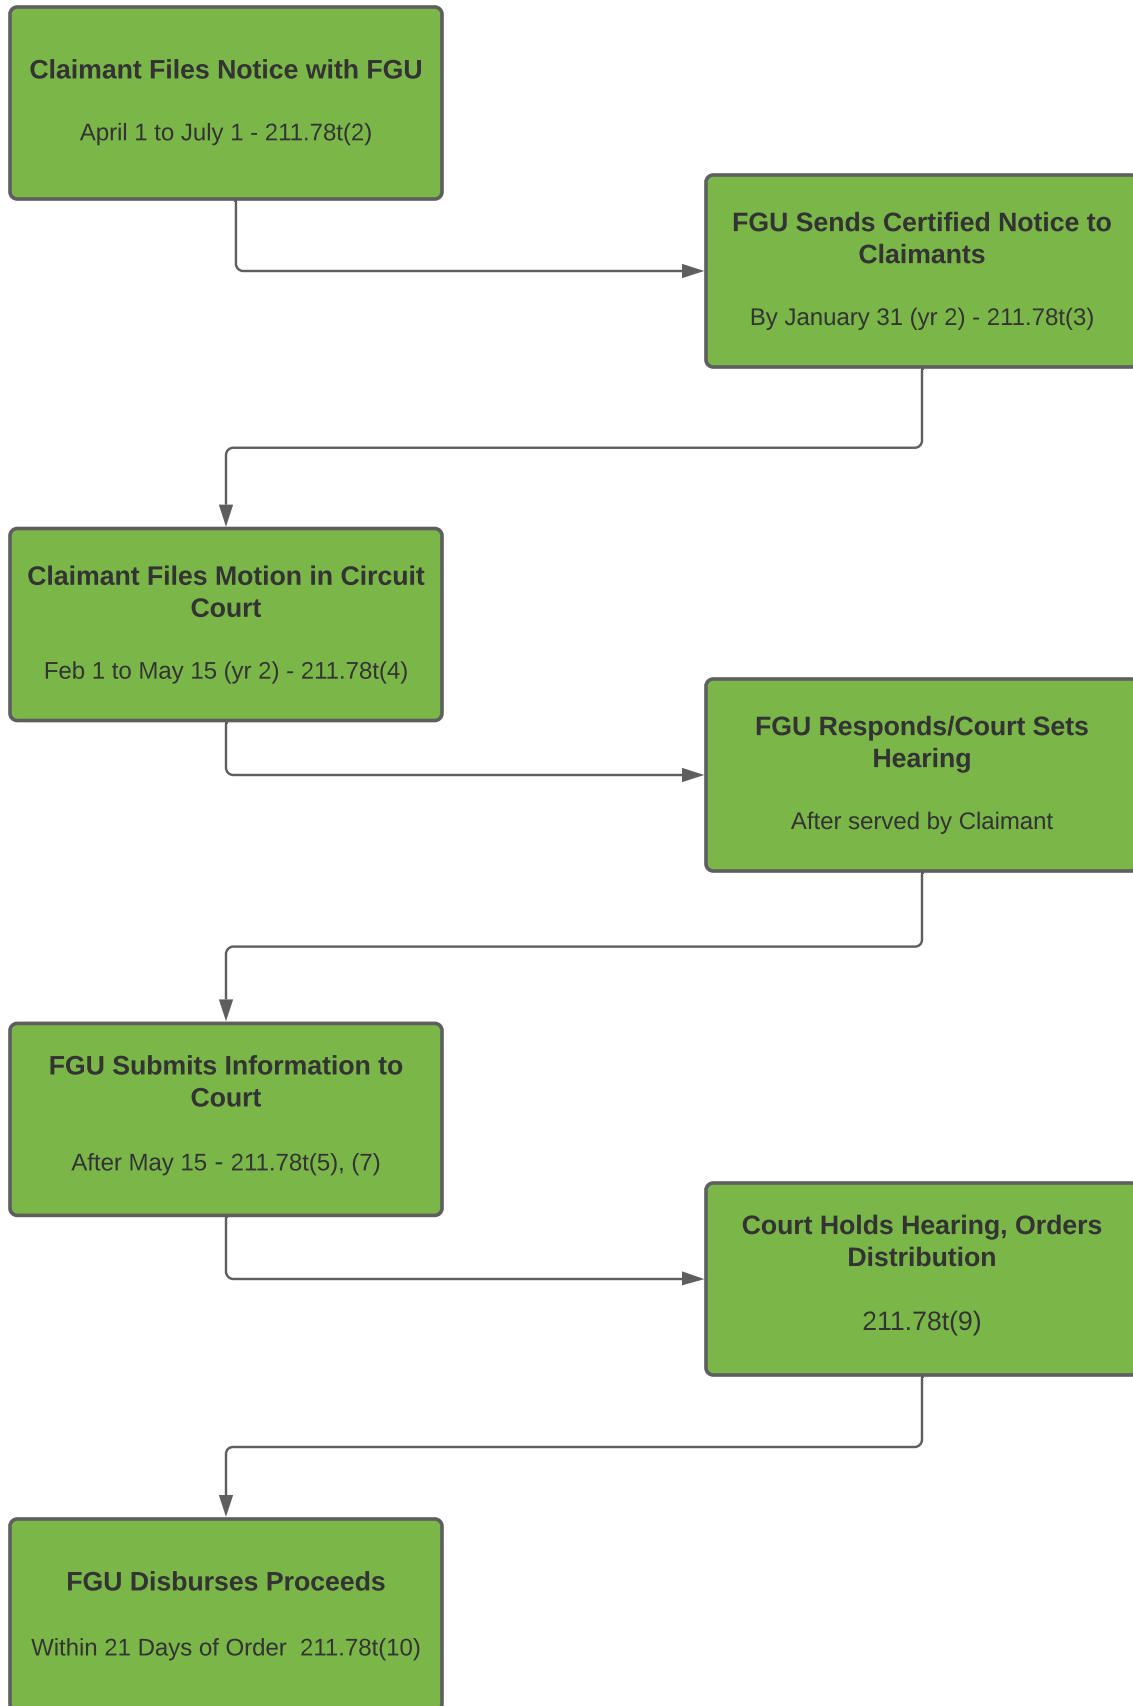 Claimant Files Notice with FGU
April 1 to July 1 - 211.78t(2)
FGU Sends Certified Notice to
Claimants
By January 31 (yr 2) - 211.78t(3)
Claimant Files Motion in Circuit
Court
Feb 1 to May 15 (yr 2) - 211.78t(4)
FGU Responds/Court Sets
Hearing
After served by Claimant
FGU Submits Information to
Court
After May 15 - 211.78t(5), (7)
Court Holds Hearing, Orders
Distribution
211.78t(9)
FGU Disburses Proceeds
Within 21 Days of Order  211.78t(10)